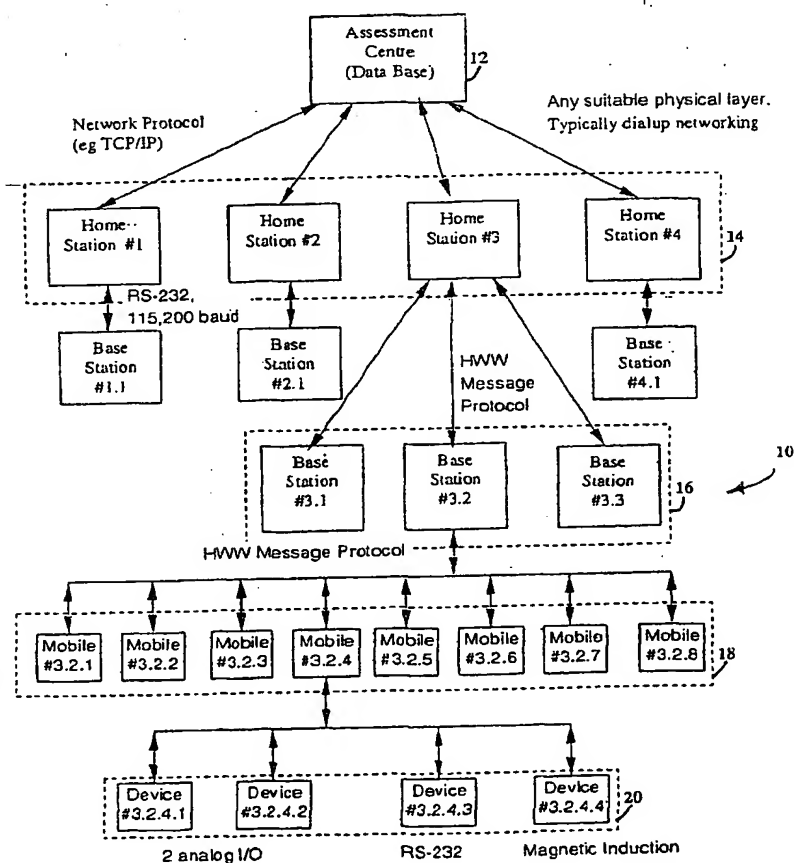 Assessment
Centre
(Data Base)
12
Network Protocol
(eg TCP/IP)
Any suitable physical layer.
Typically dialup networking
Home
Station #1
Home
Station #2
Home
Station #3
Home
Station #4
14
RS-232,
115,200 baud
Base
Station
#1.1
Base
Station
#2.1
HWW
Message
Protocol
Base
Station
#4.1
Base
Station
#3.1
Base
Station
#3.2
Base
Station
#3.3
16
10
HWW Message Protocol
Mobile
#3.2.1
Mobile
#3.2.2
Mobile
#3.2.3
Mobile
#3.2.4
Mobile
#3.2.5
Mobile
#3.2.6
Mobile
#3.2.7
Mobile
#3.2.8
18
Device
#3.2.4.1
Device
#3.2.4.2
Device
#3.2.4.3
Device
#3.2.4.4
20
2 analog I/O
RS-232
Magnetic Induction